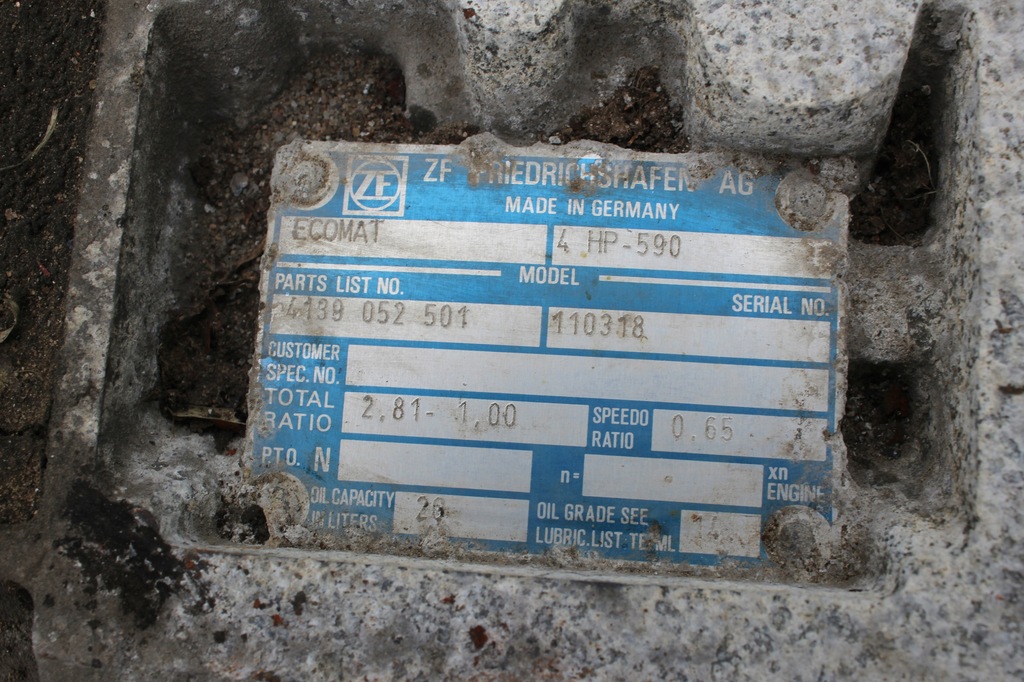 ZF ZF FRIEDRICHSHAFEN AG
MADE IN GERMANY
ECOMAT 4 HP-590
MODEL
PARTS LIST NO. SERIAL NO.
4139 052 501 110318
CUSTOMER
SPEC. NO.
TOTAL
RATIO 2.81- 1.00 SPEEDO
RATIO 0.65
P.T.O. N n= xn
ENGINE
OIL CAPACITY
IN LITERS 26 OIL GRADE SEE
LUBRIC.LIST TE-ML